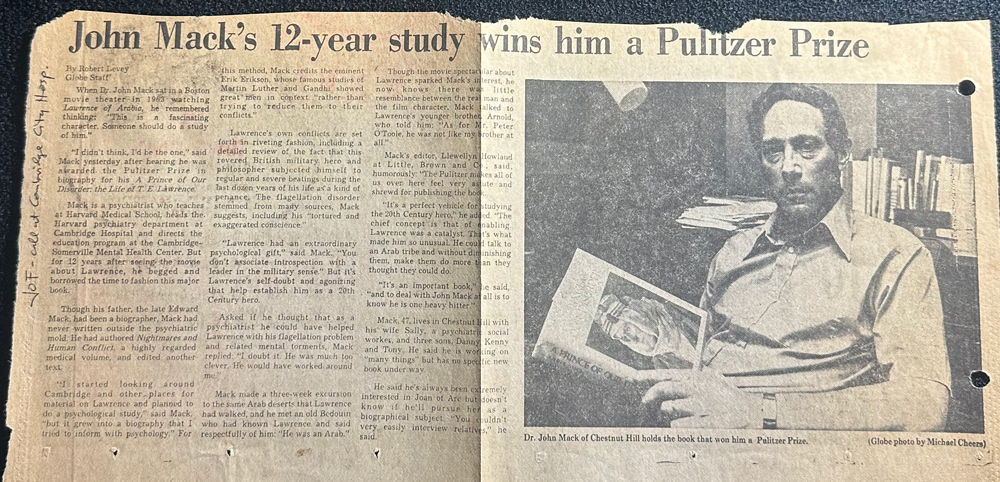 John Mack's 12-year study wins him a Pulitzer Prize
By Robert Levey
Globe Staff
When Dr. John Mack sat in a Boston
movie theater in 1963 watching
Lawrence of Arabia, he remembered
thinking: "This is a fascinating
character. Someone should do a study
of him."
"I didn't think, I'd be the one," said
Mack yesterday, after hearing he was
awarded the Pulitzer Prize in
biography for his A Prince of Our
Disorder: the Life of T. E. Lawrence.
Mack is a psychiatrist who teaches
at Harvard Medical School, heads the
Harvard psychiatry department at
Cambridge Hospital and directs the
education program at the Cambridge-
Somerville Mental Health Center. But
for 12 years after seeing the movie
about Lawrence, he begged and
borrowed the time to fashion this major
book.
Though his father, the late Edward
Mack, had been a biographer, Mack had
never written outside the psychiatric
mold. He had authored Nightmares and
Human Conflict, a highly regarded
medical volume, and edited another
text.
"I started looking around
Cambridge and other places for
material on Lawrence and planned to
do a psychological study," said Mack,
"but it grew into a biography that I
tried to inform with psychology." For
this method, Mack credits the eminent
Erik Erikson, whose famous studies of
Martin Luther and Gandhi showed
great men in context "rather than
trying to reduce them to their
conflicts."
Lawrence's own conflicts are set
forth in riveting fashion, including a
detailed review of the fact that this
revered British military hero and
philosopher subjected himself to
regular and severe beatings during the
last dozen years of his life as a kind of
penance. The flagellation disorder
stemmed from many sources, Mack
suggests, including his "tortured and
exaggerated conscience."
"Lawrence had an extraordinary
psychological gift," said Mack. "You
don't associate introspection with a
leader in the military sense." But it's
Lawrence's self-doubt and agonizing
that help establish him as a 20th
Century hero.
Asked if he thought that as a
psychiatrist he could have helped
Lawrence with his flagellation problem
and related mental torments, Mack
replied: "I doubt it. He was much too
clever. He would have worked around
me."
Mack made a three-week excursion
to the same Arab deserts that Lawrence
had walked, and he met an old Bedouin
who had known Lawrence and said
respectfully of him: "He was an Arab."
Though the movie spectacular about
Lawrence sparked Mack's interest, he
now knows there was little
resemblance between the real man and
the film character. Mack talked to
Lawrence's younger brother, Arnold,
who told him: "As for Mr. Peter
O'Toole, he was not like my brother at
all."
Mack's editor, Llewellyn Howland
at Little, Brown and Co., said,
humorously: "The Pulitzer makes all of
us over here feel very astute and
shrewd for publishing the book.
"It's a perfect vehicle for studying
the 20th Century hero," he added. "The
chief concept is that of enabling.
Lawrence was a catalyst. That's what
made him so unusual. He could talk to
an Arab tribe and without diminishing
them, make them do more than they
thought they could do.
"It's an important book," he said,
"and to deal with John Mack at all is to
know he is one heavy hitter."
Mack, 47, lives in Chestnut Hill with
his wife Sally, a psychiatric social
worker, and three sons, Danny, Kenny
and Tony. He said he is working on
"many things" but has no specific new
book under way.
He said he's always been extremely
interested in Joan of Arc but doesn't
know if he'll pursue her as a
biographical subject. "You couldn't
very easily interview relatives," he
said.
A PRINCE OF
Dr. John Mack of Chestnut Hill holds the book that won him a Pulitzer Prize.
(Globe photo by Michael Cheers)
at Cambridge City Hosp.